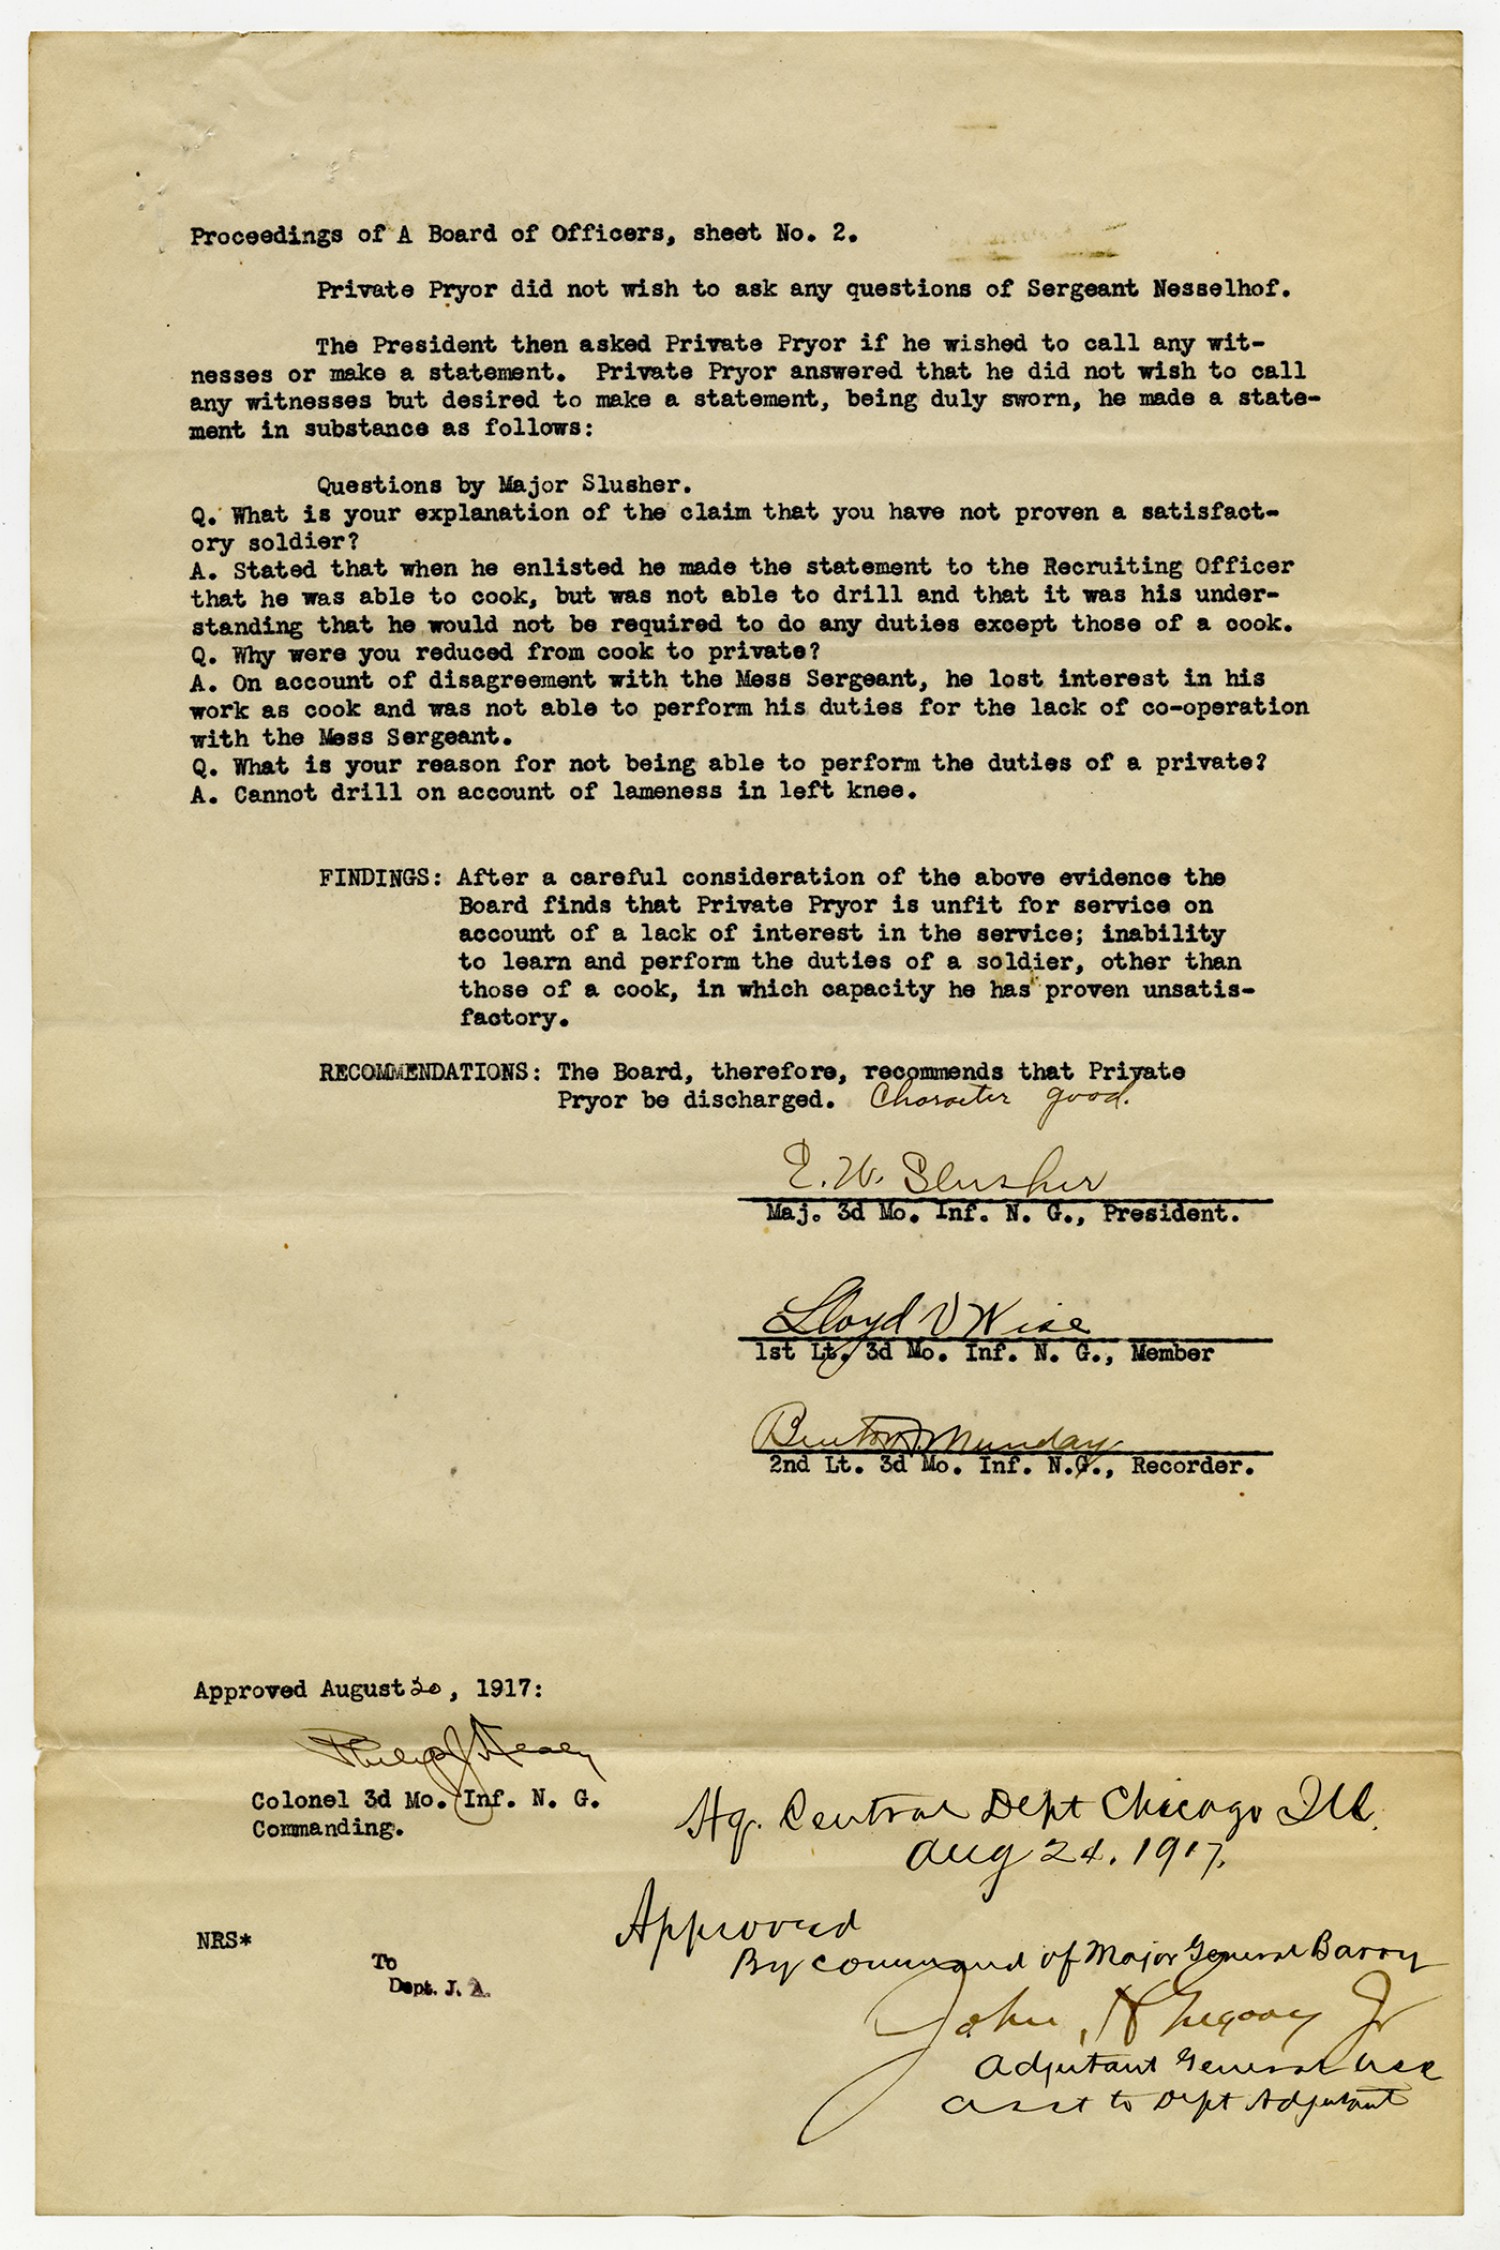 Proceedings of A Board of Officers, sheet No. 2.
Private Pryor did not wish to ask any questions of Sergeant Nesselhof.
The President then asked Private Pryor if he wished to call any wit-
nesses or make a statement. Private Pryor answered that he did not wish to call
any witnesses but desired to make a statement, being duly sworn, he made a state-
ment in substance as follows:
Questions by Major Slusher.
Q. What is your explanation of the claim that you have not proven a satisfact-
ory soldier?
A. Stated that when he enlisted he made the statement to the Recruiting Officer
that he was able to cook, but was not able to drill and that it was his under-
standing that he would not be required to do any duties except those of a cook.
Q. Why were you reduced from cook to private?
A. On account of disagreement with the Mess Sergeant, he lost interest in his
work as cook and was not able to perform his duties for the lack of co-operation
with the Mess Sergeant.
Q. What is your reason for not being able to perform the duties of a private?
A. Cannot drill on account of lameness in left knee.
FINDINGS: After a careful consideration of the above evidence the
Board finds that Private Pryor is unfit for service on
account of a lack of interest in the service; inability
to learn and perform the duties of a soldier, other than
those of a cook, in which capacity he has proven unsatis-
factory.
RECOMMENDATIONS: The Board, therefore, recommends that Private
Pryor be discharged. Character good.
E. W. Slusher
Maj. 3d Mo. Inf. N. G., President.
Lloyd V Wise
1st Lt. 3d Mo. Inf. N. G., Member
Benton Munday
2nd Lt. 3d Mo. Inf. N.G., Recorder.
Approved August 20, 1917:
Philip J Kealy
Colonel 3d Mo. Inf. N. G.
Commanding.
Hq. Central Dept Chicago Ill.
Aug 24. 1917.
Approved
By command of Major General Barry
John H Gregory Jr
Adjutant General
Asst to Dept Adjutant
NRS*
To
Dept. J. A.